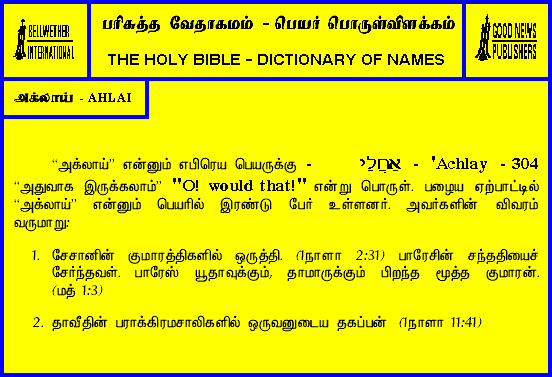 BELLWETHER
INTERNATIONAL
பரிசுத்த வேதாகமம் - பெயர் பொருள்விளக்கம்
THE HOLY BIBLE - DICTIONARY OF NAMES
GOOD NEWS
PUBLISHERS
அக்லாய் - AHLAI
“அக்லாய்” என்னும் எபிரெய பெயருக்கு - אַחֲלַי - 'Achlay - 304
“அதுவாக இருக்கலாம்” "O! would that!" என்று பொருள். பழைய ஏற்பாட்டில்
“அக்லாய்” என்னும் பெயரில் இரண்டு பேர் உள்ளனர். அவர்களின் விவரம்
வருமாறு:
1. சேசானின் குமாரத்திகளில் ஒருத்தி. (1நாளா 2:31) பாரேசின் சந்ததியைச்
சேர்ந்தவள். பாரேஸ் யூதாவுக்கும், தாமாருக்கும் பிறந்த மூத்த குமாரன்.
(மத் 1:3)
2. தாவீதின் பராக்கிரமசாலிகளில் ஒருவனுடைய தகப்பன் (1நாளா 11:41)